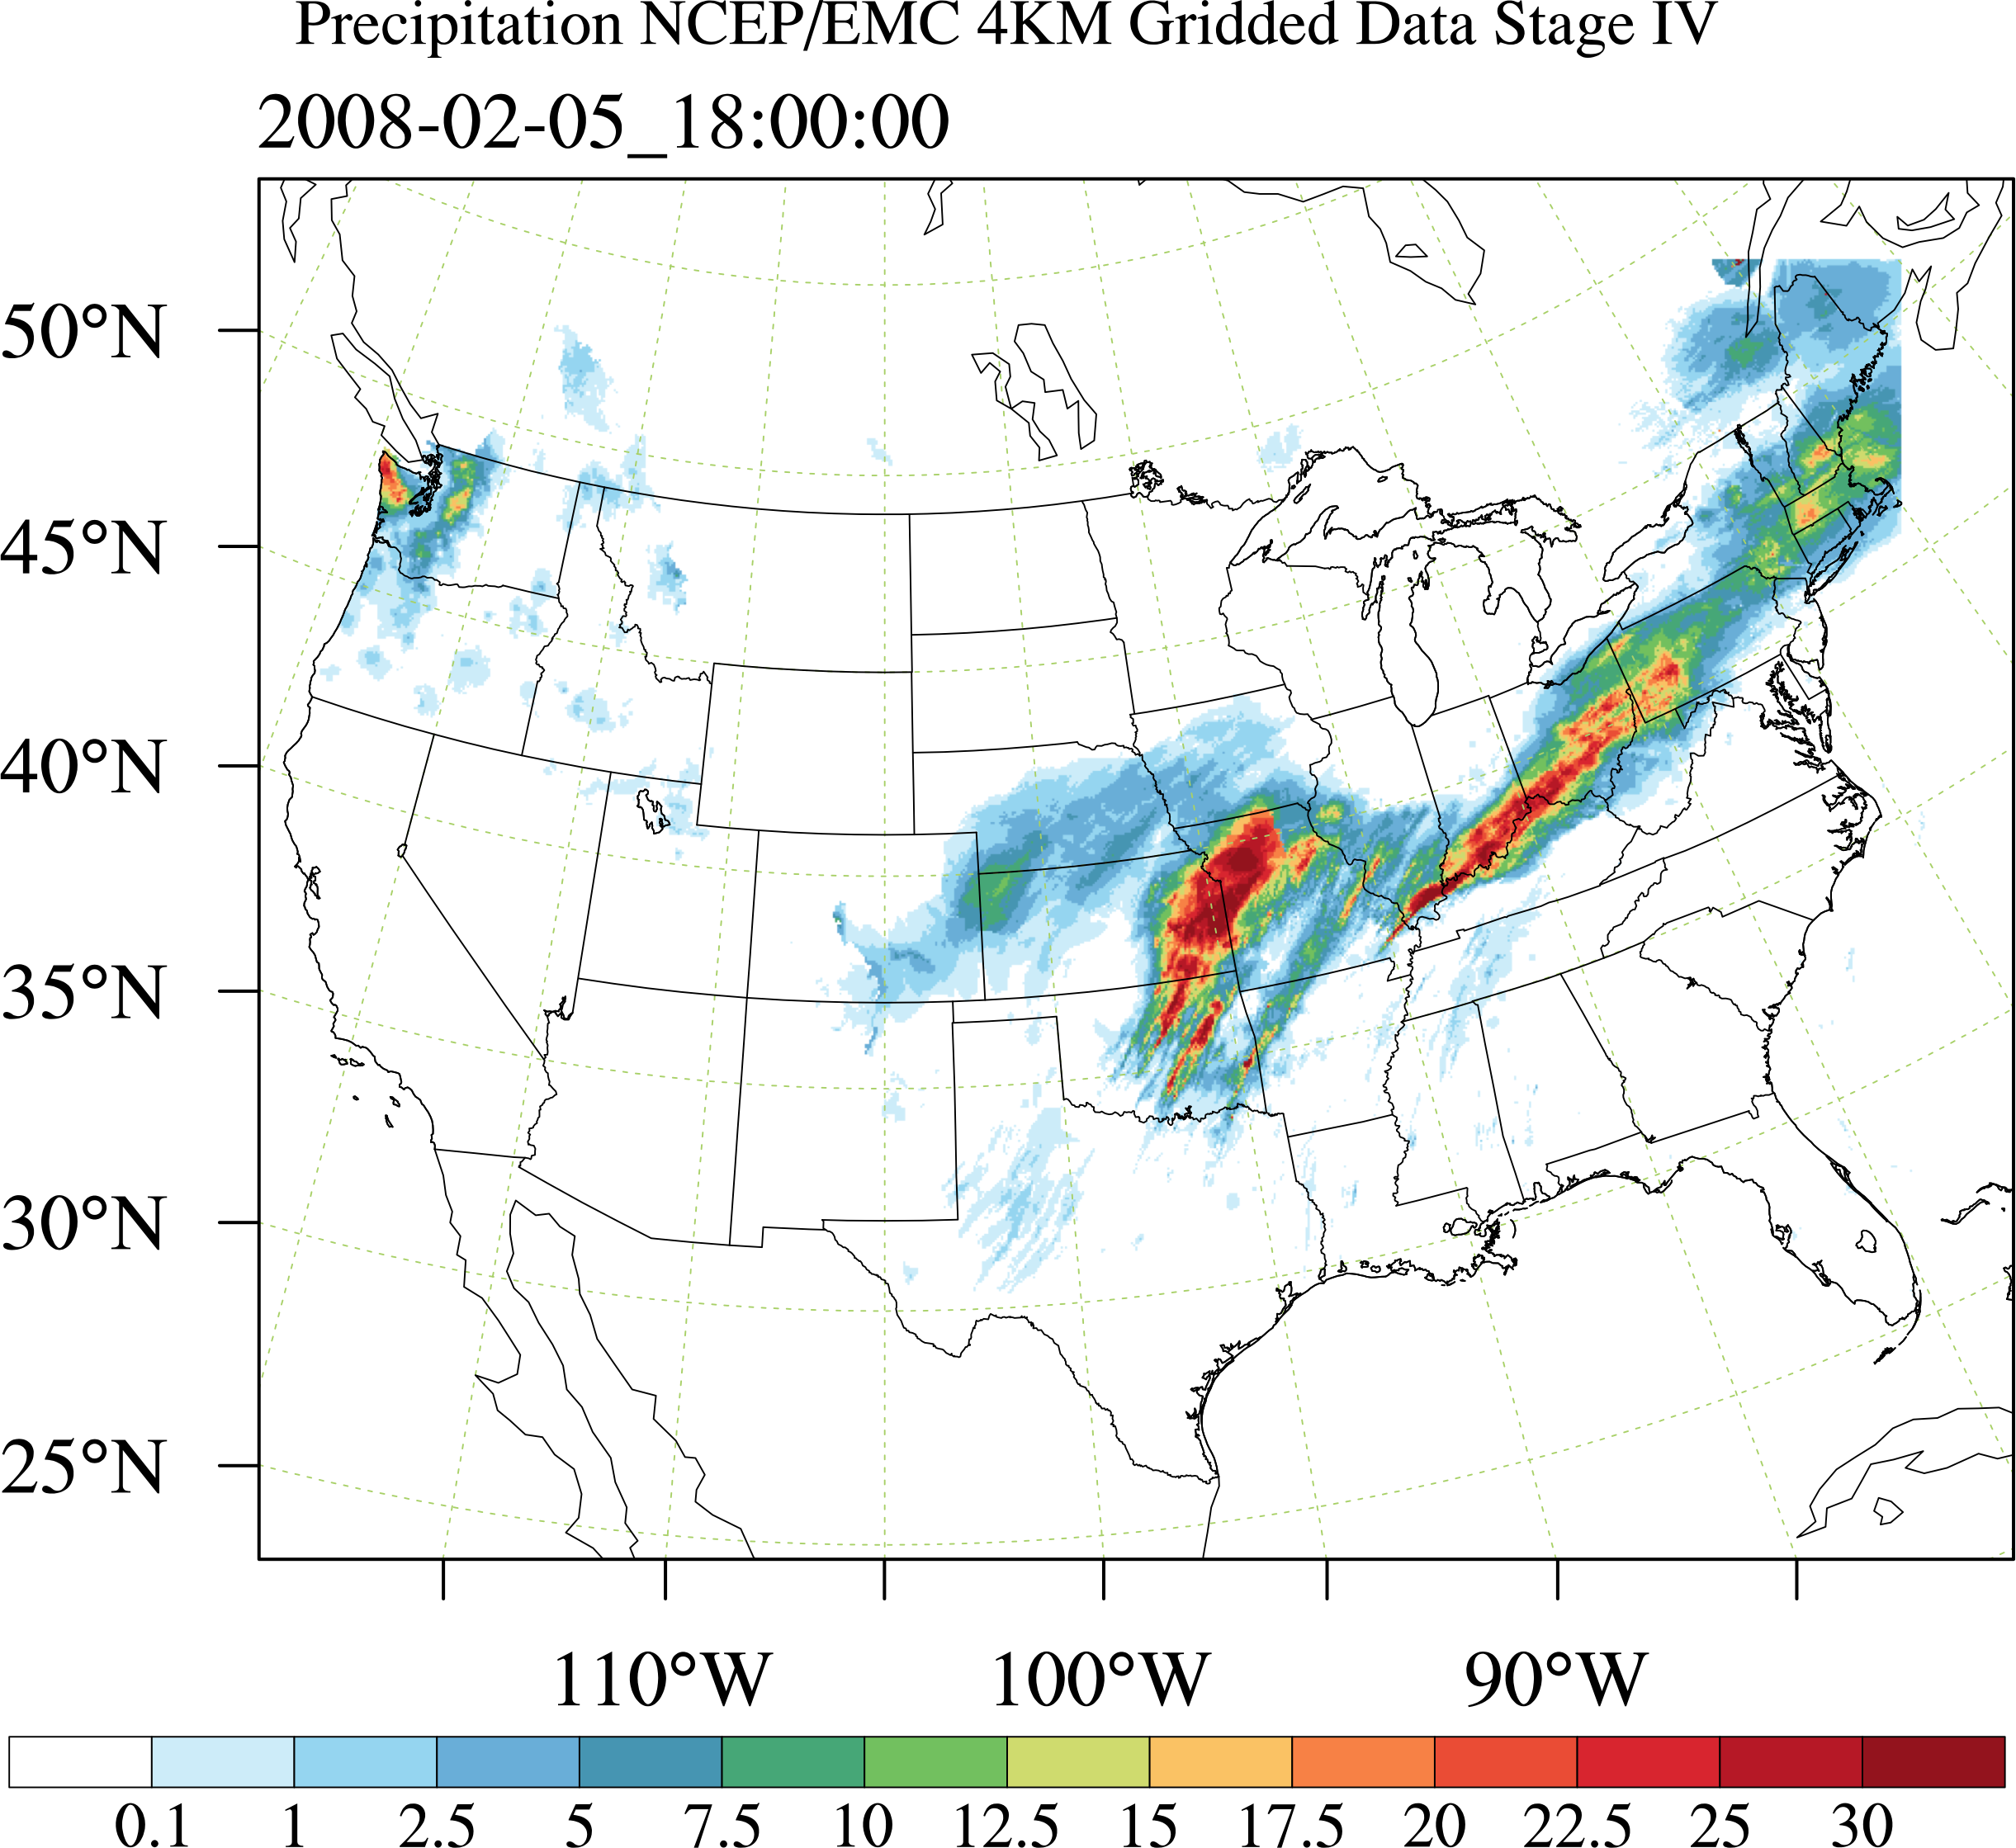 Precipitation NCEP/EMC 4KM Gridded Data Stage IV
2008-02-05_18:00:00
50°N
45°N
40°N
35°N
30°N
25°N
110°W 100°W 90°W
0.1 1 2.5 5 7.5 10 12.5 15 17.5 20 22.5 25 30